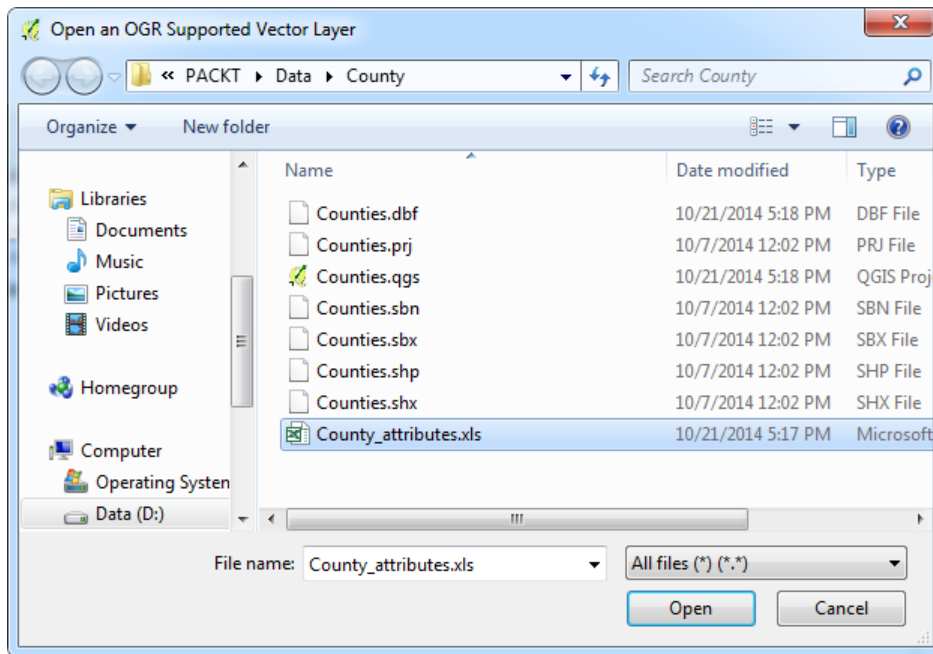 Open an OGR Supported Vector Layer
x
« PACKT ▸ Data ▸ County
Search County
Organize
New folder
?
Name
Date modified
Type
Libraries
Documents
Music
Pictures
Videos
Homegroup
Computer
Operating System
Data (D:)
Counties.dbf 10/21/2014 5:18 PM DBF File
Counties.prj 10/7/2014 12:02 PM PRJ File
Counties.qgs 10/21/2014 5:18 PM QGIS Proj
Counties.sbn 10/7/2014 12:02 PM SBN File
Counties.sbx 10/7/2014 12:02 PM SBX File
Counties.shp 10/7/2014 12:02 PM SHP File
Counties.shx 10/7/2014 12:02 PM SHX File
County_attributes.xls 10/21/2014 5:17 PM Microsoft
File name: County_attributes.xls
All files (*) (*.*)
Open
Cancel